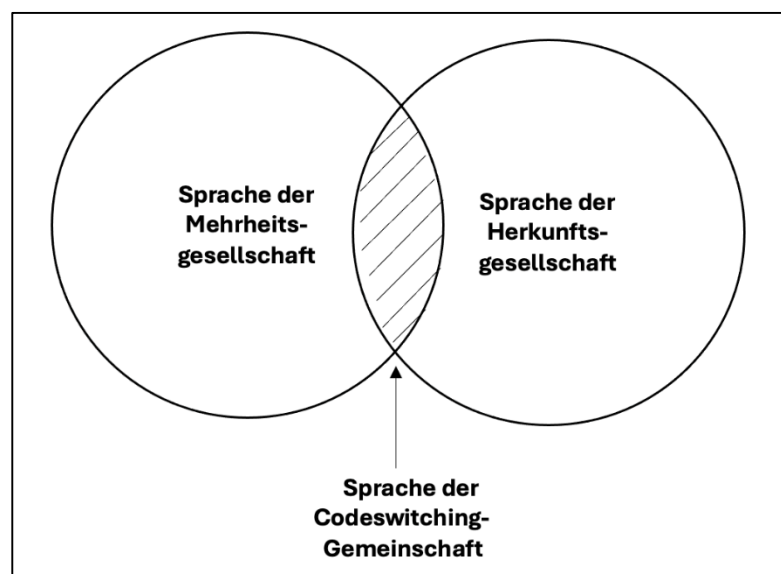 Sprache der
Mehrheits-
gesellschaft
Sprache der
Herkunfts-
gesellschaft
Sprache der
Codeswitching-
Gemeinschaft